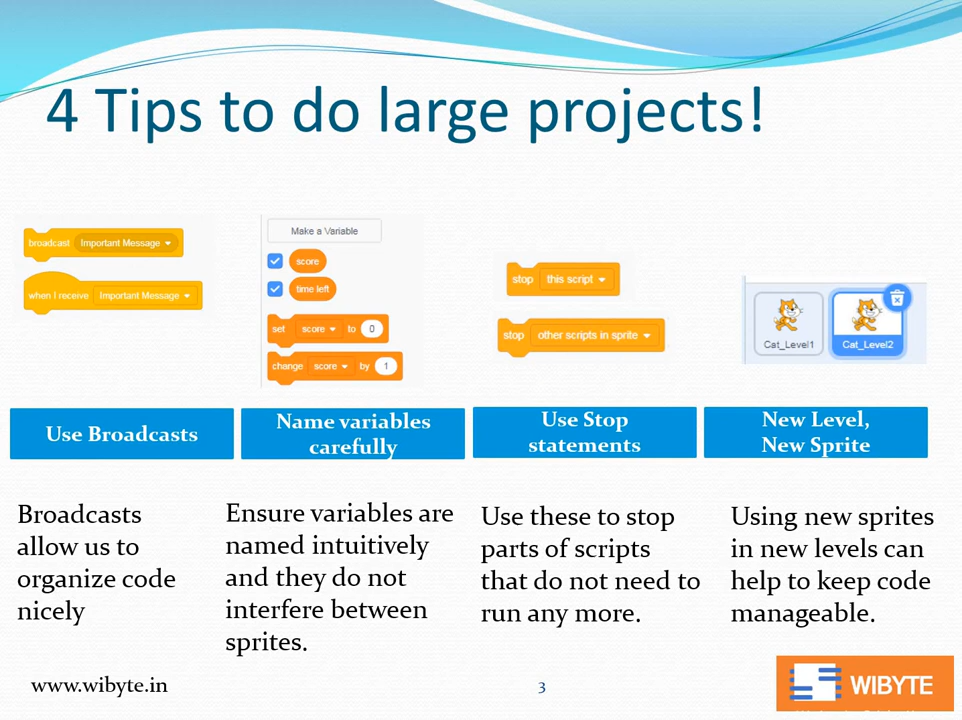 4 Tips to do large projects!
broadcast Important Message
when I receive Important Message
Make a Variable
score
time left
set score to 0
change score by 1
stop this script
stop other scripts in sprite
Cat_Level1
Cat_Level2
Use Broadcasts
Name variables
carefully
Use Stop
statements
New Level,
New Sprite
Broadcasts
allow us to
organize code
nicely
Ensure variables are
named intuitively
and they do not
interfere between
sprites.
Use these to stop
parts of scripts
that do not need to
run any more.
Using new sprites
in new levels can
help to keep code
manageable.
www.wibyte.in
3
WIBYTE